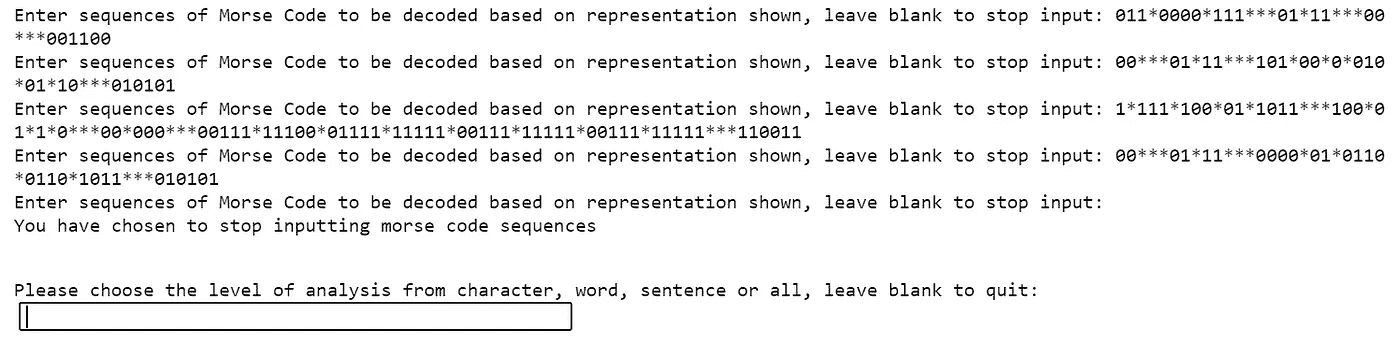 Enter sequences of Morse Code to be decoded based on representation shown, leave blank to stop input: 011*0000*111***01*11***00
***001100
Enter sequences of Morse Code to be decoded based on representation shown, leave blank to stop input: 00***01*11***101*00*0*010
*01*10***010101
Enter sequences of Morse Code to be decoded based on representation shown, leave blank to stop input: 1*111*100*01*1011***100*0
1*1*0***00*000***00111*11100*01111*11111*00111*11111*00111*11111***110011
Enter sequences of Morse Code to be decoded based on representation shown, leave blank to stop input: 00***01*11***0000*01*0110
*0110*1011***010101
Enter sequences of Morse Code to be decoded based on representation shown, leave blank to stop input:
You have chosen to stop inputting morse code sequences
Please choose the level of analysis from character, word, sentence or all, leave blank to quit: